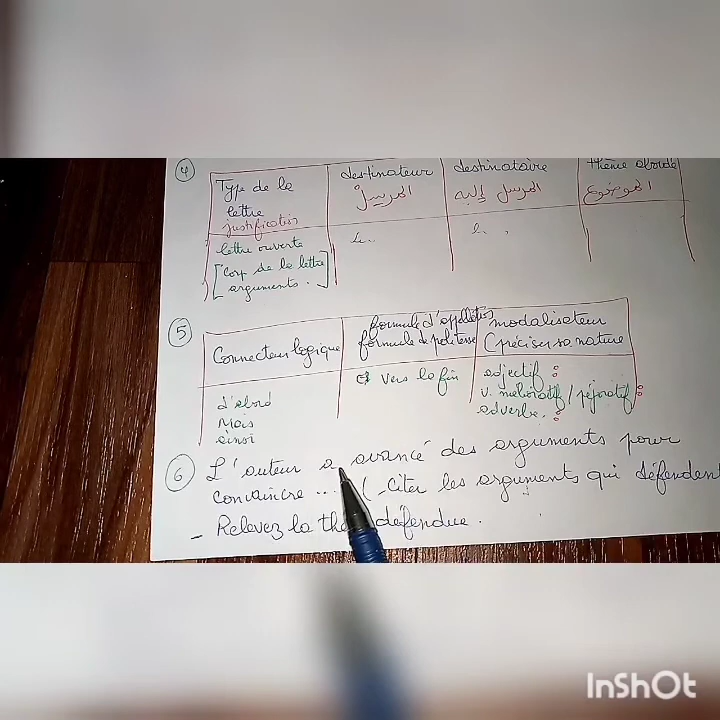 4
Type de la lettre justification
destinateur المرسل
destinataire المرسل إليه
thème abordé الموضوع
lettre ouverte
[corp de la lettre
arguments.]
L..
l..
5
Connecteur logique
formule d'appellation
formule de politesse
modalisateur
(préciser sa nature
d'abord
Mais
ainsi
vers la fin
adjectif :
v. mélioratif / péjoratif :
adverbe. :
6 L'auteur a avancé des arguments pour
convaincre ... (citer les arguments qui défendent
- Relevez la thè défendue.
InShOt